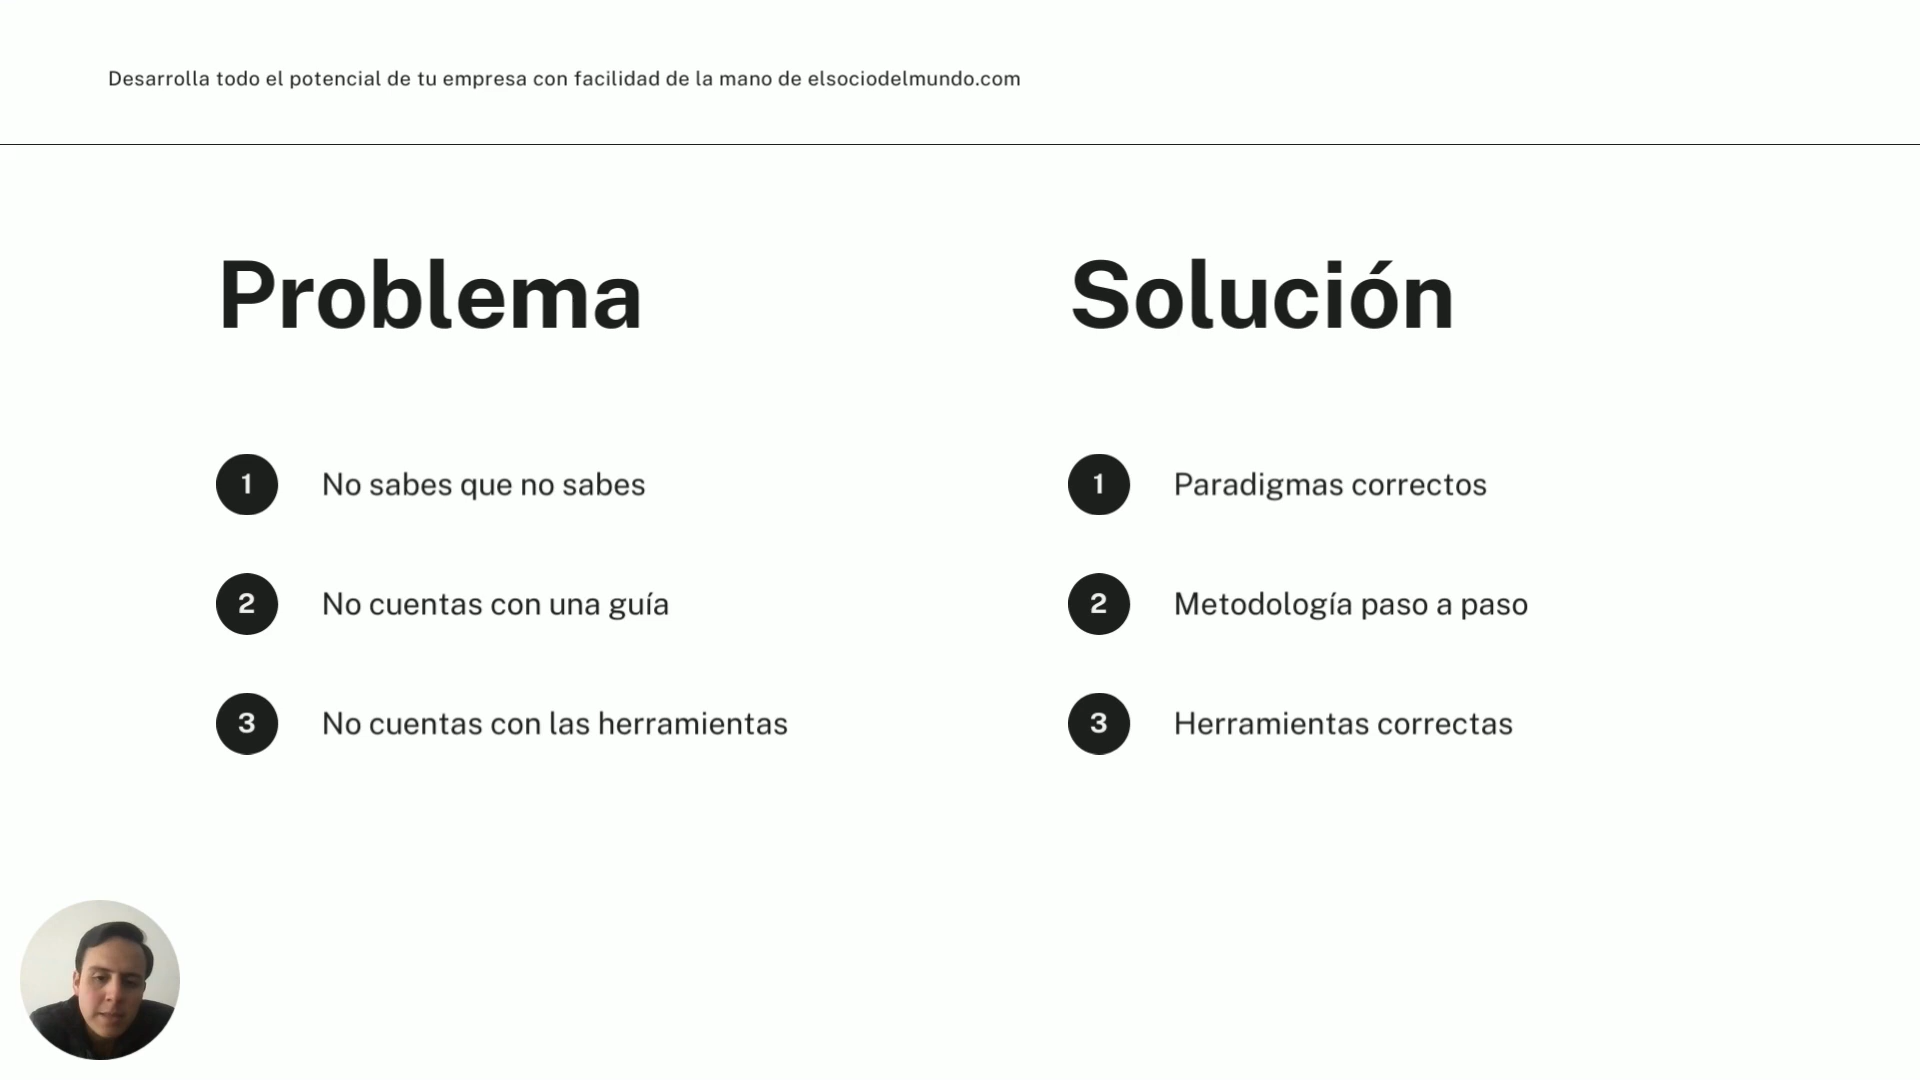 Desarrolla todo el potencial de tu empresa con facilidad de la mano de elsociodelmundo.com
Problema
1 No sabes que no sabes
2 No cuentas con una guía
3 No cuentas con las herramientas
Solución
1 Paradigmas correctos
2 Metodología paso a paso
3 Herramientas correctas